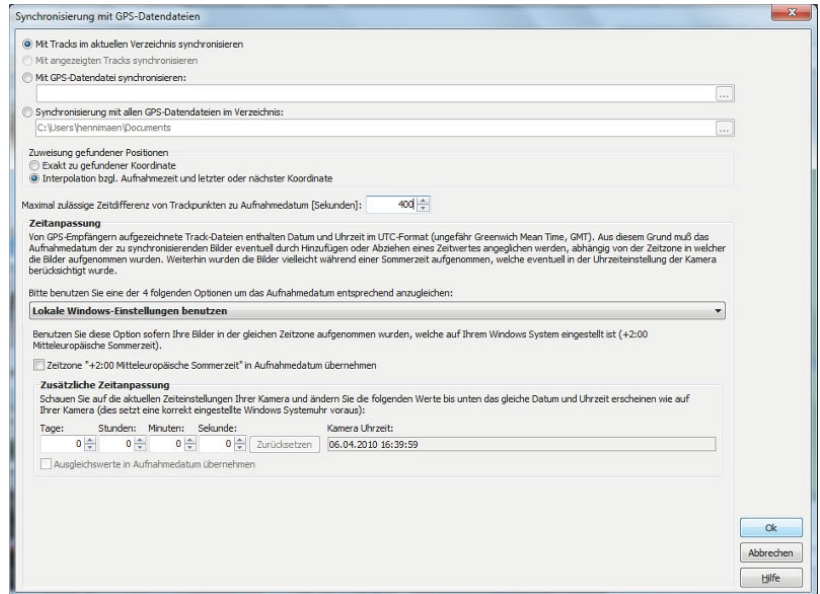 Synchronisierung mit GPS-Datendateien
Mit Tracks im aktuellen Verzeichnis synchronisieren
Mit angezeigten Tracks synchronisieren
Mit GPS-Datendatei synchronisieren:
...
Synchronisierung mit allen GPS-Datendateien im Verzeichnis:
C:\Users\hennimaen\Documents
...
Zuweisung gefundener Positionen
Exakt zu gefundener Koordinate
Interpolation bzgl. Aufnahmezeit und letzter oder nächster Koordinate
Maximal zulässige Zeitdifferenz von Trackpunkten zu Aufnahmedatum [Sekunden]: 400
Zeitanpassung
Von GPS-Empfängern aufgezeichnete Track-Dateien enthalten Datum und Uhrzeit im UTC-Format (ungefähr Greenwich Mean Time, GMT). Aus diesem Grund muß das
Aufnahmedatum der zu synchronisierenden Bilder eventuell durch Hinzufügen oder Abziehen eines Zeitwertes angeglichen werden, abhängig von der Zeitzone in welcher
die Bilder aufgenommen wurden. Weiterhin wurden die Bilder vielleicht während einer Sommerzeit aufgenommen, welche eventuell in der Uhrzeiteinstellung der Kamera
berücksichtigt wurde.
Bitte benutzen Sie eine der 4 folgenden Optionen um das Aufnahmedatum entsprechend anzugleichen:
Lokale Windows-Einstellungen benutzen
Benutzen Sie diese Option sofern Ihre Bilder in der gleichen Zeitzone aufgenommen wurden, welche auf Ihrem Windows System eingestellt ist (+2:00
Mitteleuropäische Sommerzeit).
Zeitzone "+2:00 Mitteleuropäische Sommerzeit" in Aufnahmedatum übernehmen
Zusätzliche Zeitanpassung
Schauen Sie auf die aktuellen Zeiteinstellungen Ihrer Kamera und ändern Sie die folgenden Werte bis unten das gleiche Datum und Uhrzeit erscheinen wie auf
Ihrer Kamera (dies setzt eine korrekt eingestellte Windows Systemuhr voraus):
Tage: Stunden: Minuten: Sekunde: Kamera Uhrzeit:
0 0 0 0 Zurücksetzen 06.04.2010 16:39:59
Ausgleichswerte in Aufnahmedatum übernehmen
Ok
Abbrechen
Hilfe